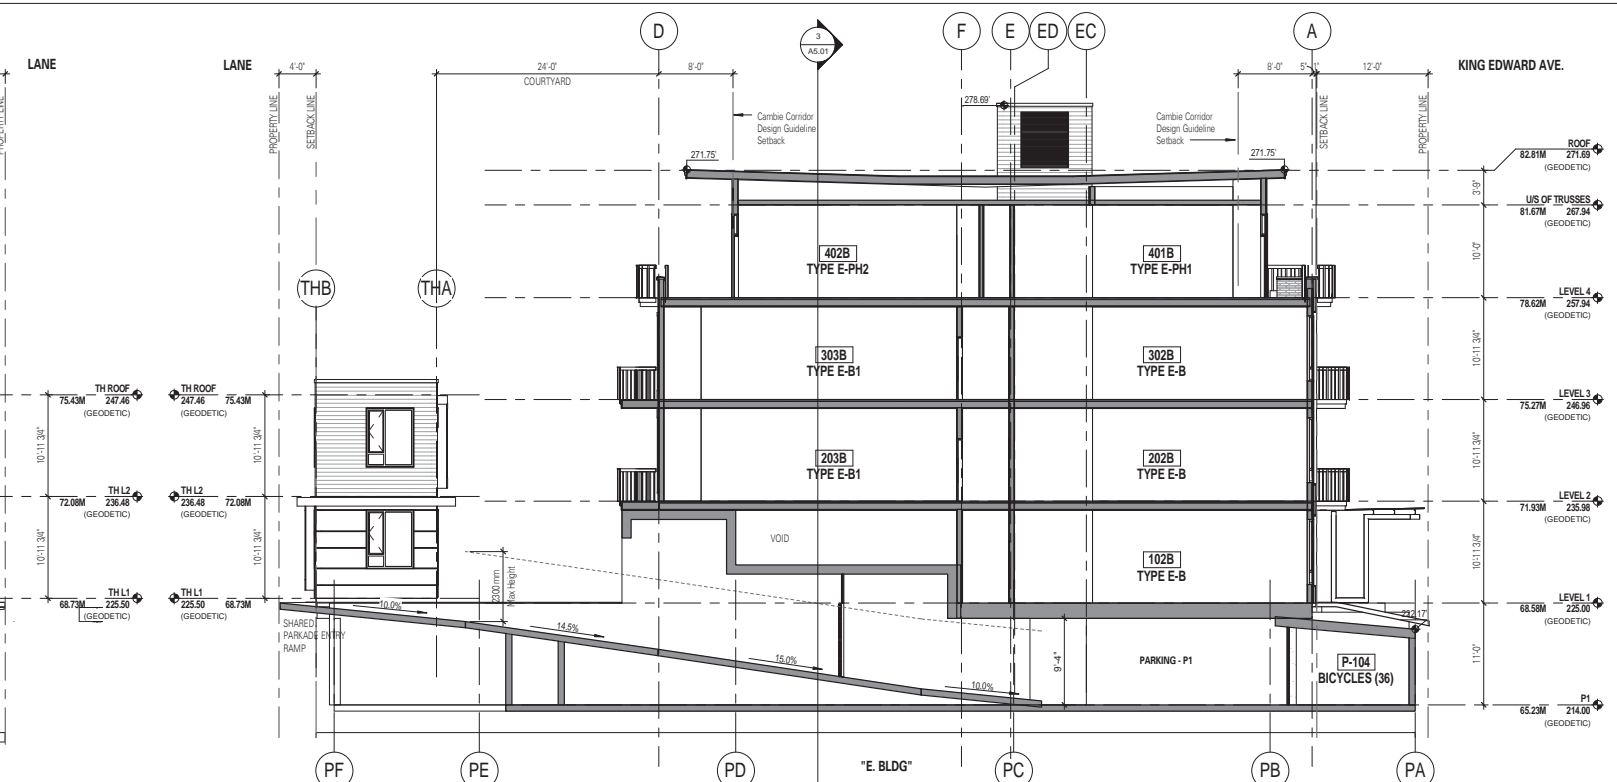 D
3
A5.01
F
E
ED
EC
A
LANE
LANE
4'-0"
24'-0"
COURTYARD
8'-0"
8'-0"
5"
1"
12'-0"
KING EDWARD AVE.
PROPERTY LINE
PROPERTY LINE
SETBACK LINE
278.69'
Cambie Corridor
Design Guideline
Setback
Cambie Corridor
Design Guideline
Setback
SETBACK LINE
PROPERTY LINE
271.75'
271.75'
ROOF
82.81M 271.69
(GEODETIC)
3'-9"
U/S OF TRUSSES
81.67M 267.94
(GEODETIC)
402B
TYPE E-PH2
401B
TYPE E-PH1
10'-0"
THB
THA
LEVEL 4
78.62M 257.94
(GEODETIC)
303B
TYPE E-B1
302B
TYPE E-B
10'-11 3/4"
TH ROOF
75.43M 247.46
(GEODETIC)
TH ROOF
247.46 75.43M
(GEODETIC)
LEVEL 3
75.27M 246.96
(GEODETIC)
10'-11 3/4"
10'-11 3/4"
203B
TYPE E-B1
202B
TYPE E-B
10'-11 3/4"
TH L2
72.08M 236.48
(GEODETIC)
TH L2
236.48 72.08M
(GEODETIC)
LEVEL 2
71.93M 235.98
(GEODETIC)
10'-11 3/4"
10'-11 3/4"
VOID
102B
TYPE E-B
10'-11 3/4"
2300 mm
Max Height
TH L1
68.73M 225.50
(GEODETIC)
TH L1
225.50 68.73M
(GEODETIC)
LEVEL 1
68.58M 225.00
(GEODETIC)
10.0%
222.17'
SHARED
PARKADE ENTRY
RAMP
14.5%
15.0%
10.0%
9'-4"
PARKING - P1
P-104
BICYCLES (36)
11'-0"
P1
65.23M 214.00
(GEODETIC)
PF
PE
PD
"E. BLDG"
PC
PB
PA